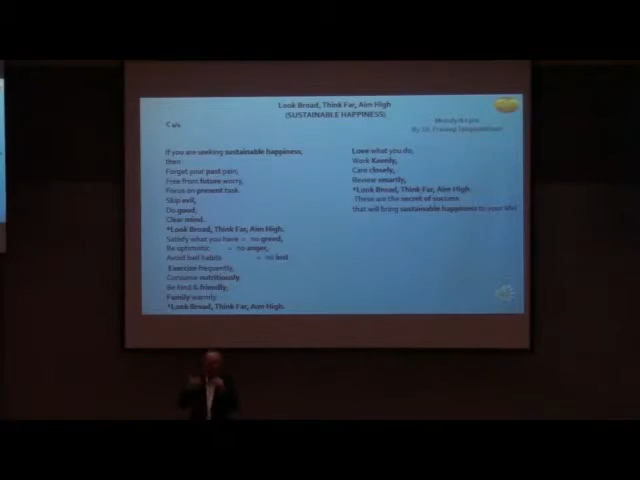 Look Broad, Think Far, Aim High
(SUSTAINABLE HAPPINESS)
If you are seeking sustainable happiness,
then
Forget your past pain,
Free from future worry,
Focus on present task.
Skip evil,
Do good,
Clear mind.
*Look Broad, Think Far, Aim High.
Satisfy what you have = no greed,
Be optimistic = no anger,
Avoid bad habits = no lust
Exercise frequently,
Consume nutritiously
Be kind & friendly,
Family warmly
*Look Broad, Think Far, Aim High.
Love what you do,
Work Keenly,
Care closely,
Review smartly,
*Look Broad, Think Far, Aim High.
These are the secret of success
that will bring sustainable happiness to your life!